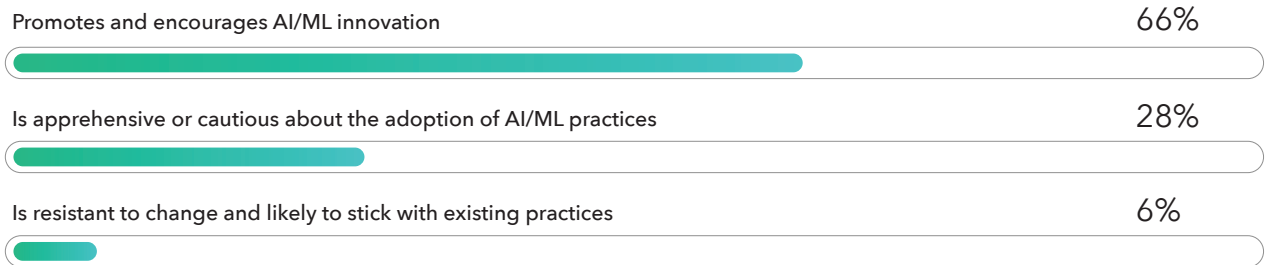 Promotes and encourages AI/ML innovation 66%
Is apprehensive or cautious about the adoption of AI/ML practices 28%
Is resistant to change and likely to stick with existing practices 6%